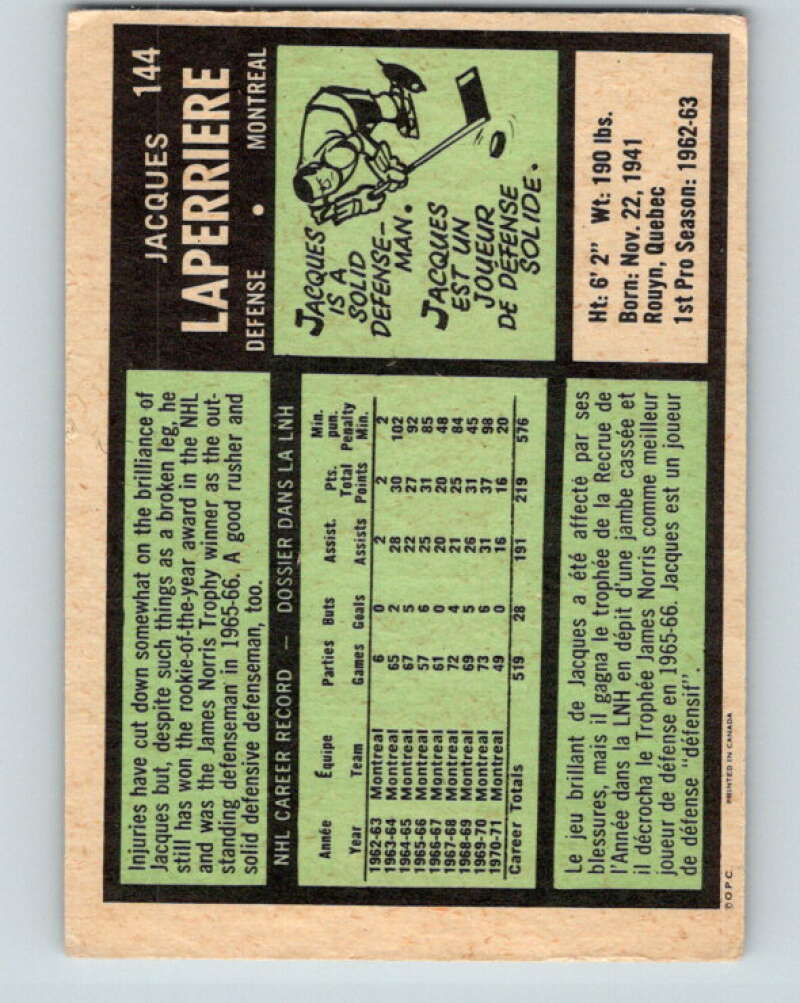 JACQUES 144
LAPERRIERE
DEFENSE • MONTREAL
Injuries have cut down somewhat on the brilliance of
Jacques but, despite such things as a broken leg, he
still has won the rookie-of-the-year award in the NHL
and was the James Norris Trophy winner as the out-
standing defenseman in 1965-66. A good rusher and
solid defensive defenseman, too.
JACQUES
IS A
SOLID
DEFENSE-
MAN.
JACQUES
EST UN
JOUEUR
DE DÉFENSE
SOLIDE.
NHL CAREER RECORD — DOSSIER DANS LA LNH
Année Équipe Parties Buts Assist. Pts. Total Min. pun.
Year Team Games Goals Assists Points Penalty Min.
1962-63 Montreal 6 0 2 2 2
1963-64 Montreal 65 2 28 30 102
1964-65 Montreal 67 5 22 27 92
1965-66 Montreal 57 6 25 31 85
1966-67 Montreal 61 0 20 20 48
1967-68 Montreal 72 4 21 25 84
1968-69 Montreal 69 5 26 31 45
1969-70 Montreal 73 6 31 37 98
1970-71 Montreal 49 0 16 16 20
Career Totals 519 28 191 219 576
Ht: 6' 2" Wt: 190 lbs.
Born: Nov. 22, 1941
Rouyn, Quebec
1st Pro Season: 1962-63
Le jeu brillant de Jacques a été affecté par ses
blessures, mais il gagna le trophée de la Recrue de
l'Année dans la LNH en dépit d'une jambe cassée et
il décrocha le Trophée James Norris comme meilleur
joueur de défense en 1965-66. Jacques est un joueur
de défense "défensif".
© O.P.C. PRINTED IN CANADA